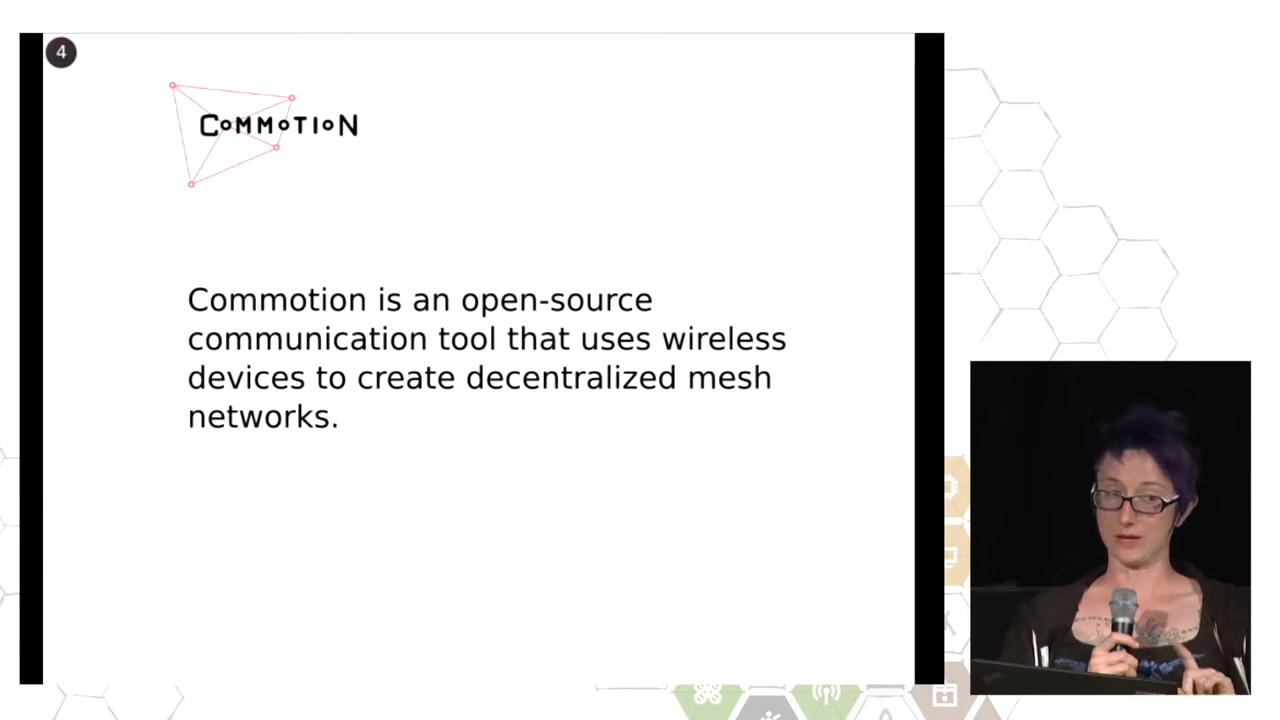 4
COMMOTION
Commotion is an open-source
communication tool that uses wireless
devices to create decentralized mesh
networks.